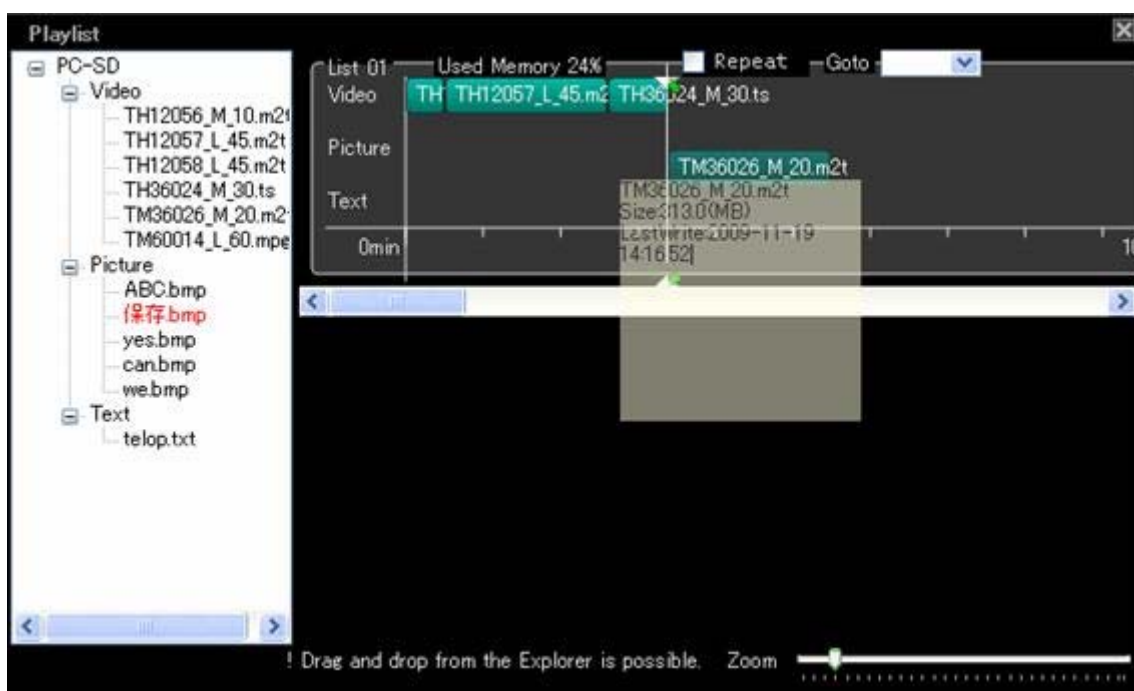 Playlist
PC-SD
Video
TH12056_M_10.m2t
TH12057_L_45.m2t
TH12058_L_45.m2t
TH36024_M_30.ts
TM36026_M_20.m2
TM60014_L_60.mpe
Picture
ABC.bmp
保存.bmp
yes.bmp
can.bmp
we.bmp
Text
telop.txt
List 01
Used Memory 24%
Repeat
Goto
Video
TH
TH12057_L_45.m2
TH36024_M_30.ts
Picture
TM36026_M_20.m2t
Text
TM36026_M_20.m2t
Size:313.0(MB)
LastWrite:2009-11-19
14:16:52
0min
10
! Drag and drop from the Explorer is possible.
Zoom